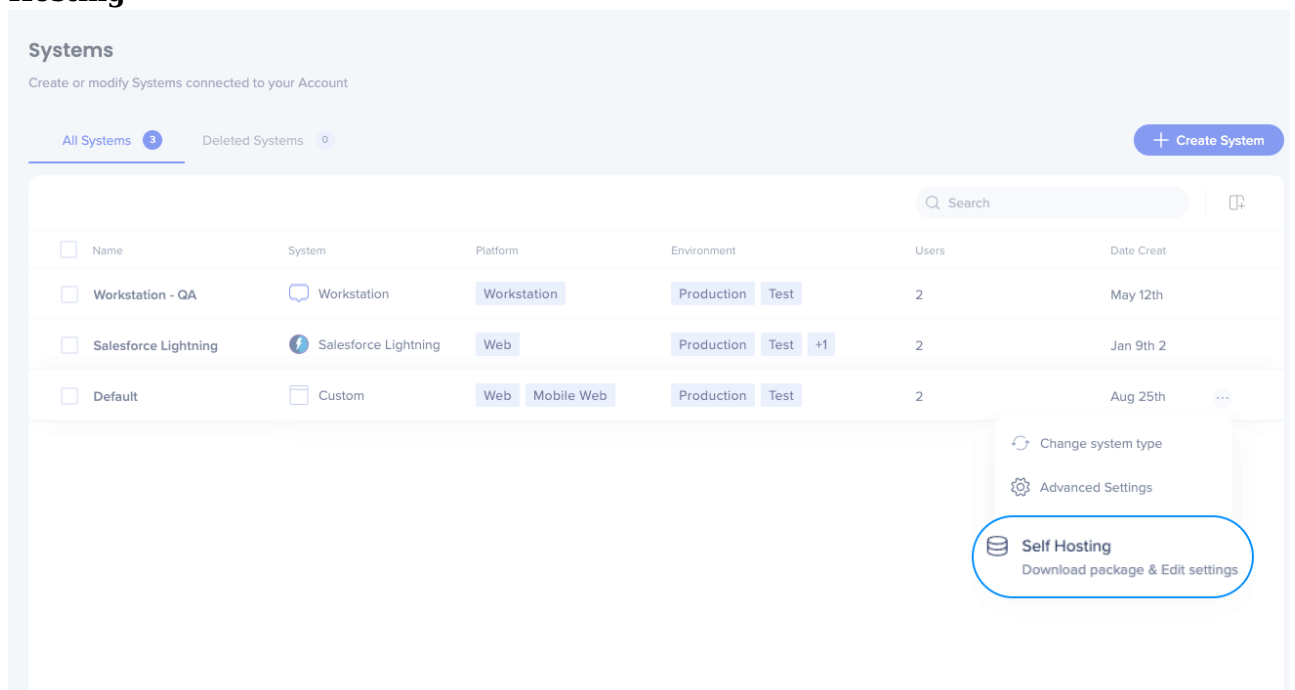 Hosting
Systems
Create or modify Systems connected to your Account
All Systems 3 Deleted Systems 0 + Create System
Search
Name System Platform Environment Users Date Creat
Workstation - QA Workstation Workstation Production Test 2 May 12th
Salesforce Lightning Salesforce Lightning Web Production Test +1 2 Jan 9th 2
Default Custom Web Mobile Web Production Test 2 Aug 25th ...
Change system type
Advanced Settings
Self Hosting
Download package & Edit settings